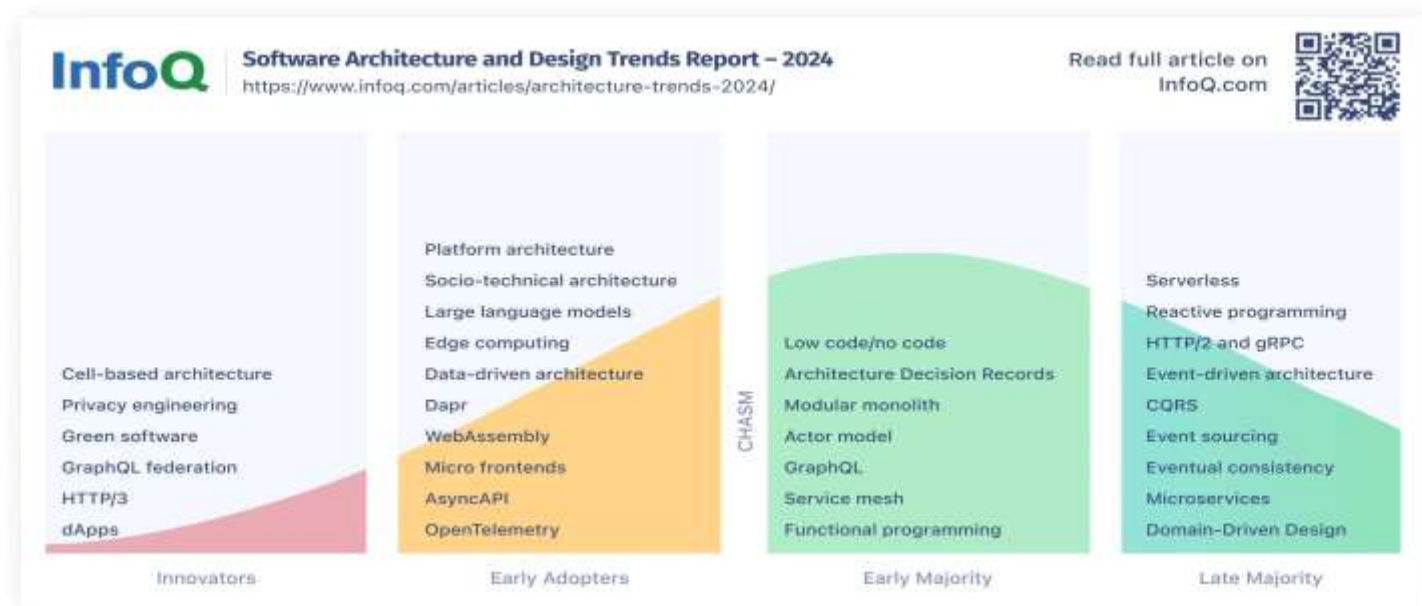 InfoQ
Software Architecture and Design Trends Report – 2024
https://www.infoq.com/articles/architecture-trends-2024/
Read full article on
InfoQ.com
Cell-based architecture
Privacy engineering
Green software
GraphQL federation
HTTP/3
dApps
Innovators
Platform architecture
Socio-technical architecture
Large language models
Edge computing
Data-driven architecture
Dapr
WebAssembly
Micro frontends
AsyncAPI
OpenTelemetry
Early Adopters
CHASM
Low code/no code
Architecture Decision Records
Modular monolith
Actor model
GraphQL
Service mesh
Functional programming
Early Majority
Serverless
Reactive programming
HTTP/2 and gRPC
Event-driven architecture
CQRS
Event sourcing
Eventual consistency
Microservices
Domain-Driven Design
Late Majority